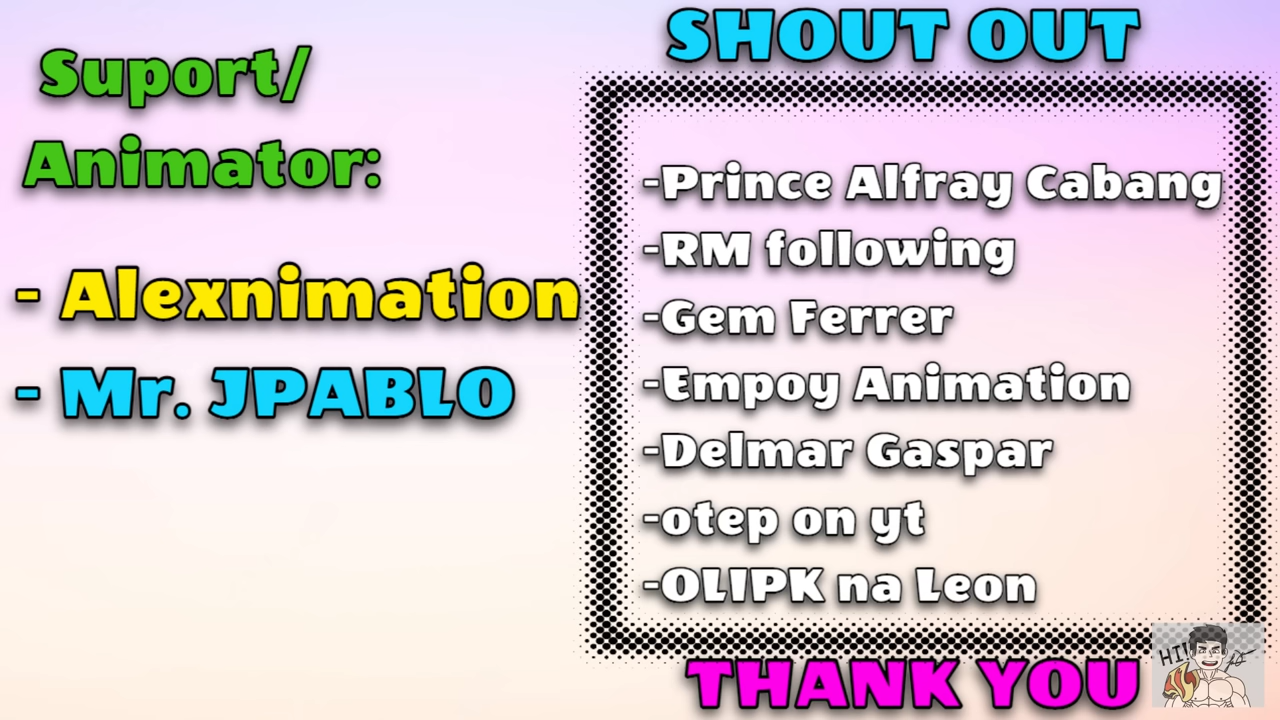 Suport/
Animator:
- Alexnimation
- Mr. JPABLO
SHOUT OUT
-Prince Alfray Cabang
-RM following
-Gem Ferrer
-Empoy Animation
-Delmar Gaspar
-otep on yt
-OLIPK na Leon
THANK YOU
HI!